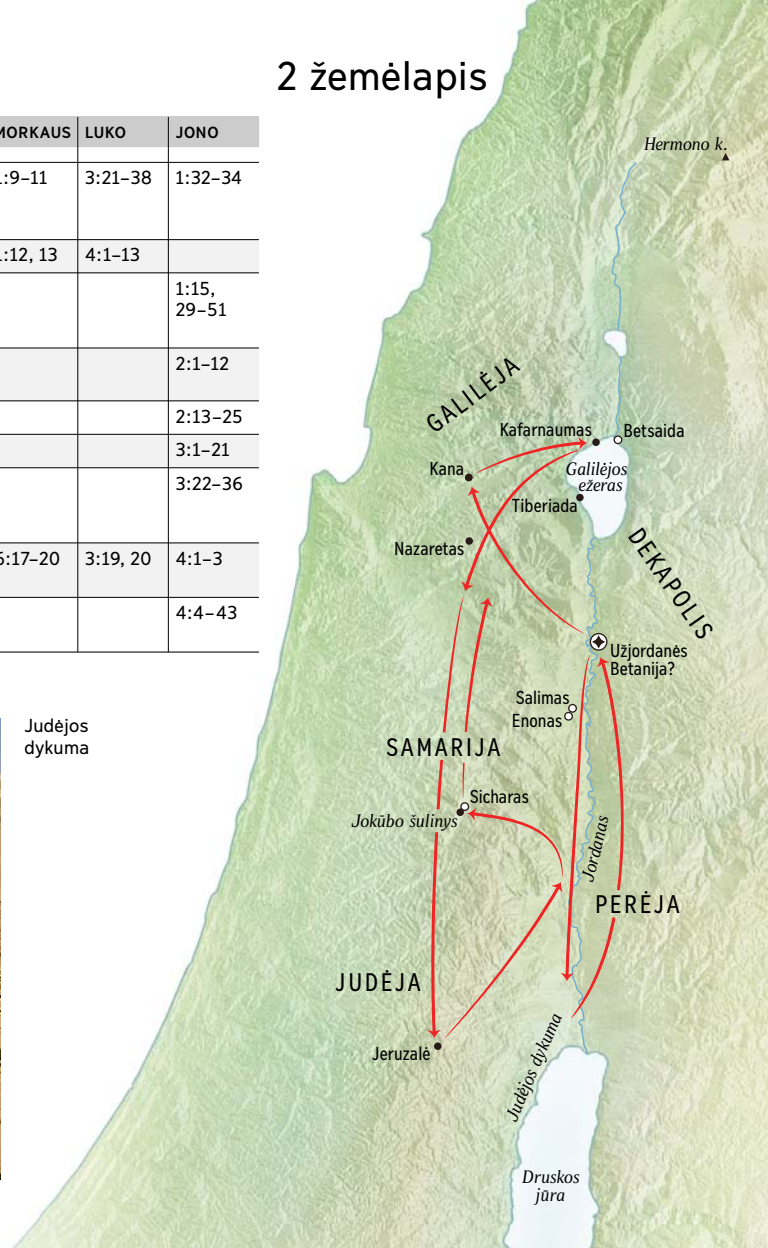 2 žemėlapis
MORKAUS LUKO JONO
:9–11 3:21–38 1:32–34
:12, 13 4:1–13
1:15,
29–51
2:1–12
2:13–25
3:1–21
3:22–36
6:17–20 3:19, 20 4:1–3
4:4–43
Judėjos
dykuma
Hermono k.
GALILĖJA
Kafarnaumas
Betsaida
Kana
Galilėjos
ežeras
Tiberiada
Nazaretas
DEKAPOLIS
Užjordanės
Betanija?
Salimas
Enonas
SAMARIJA
Sicharas
Jokūbo šulinys
Jordanas
PERĖJA
JUDĖJA
Jeruzalė
Judėjos dykuma
Druskos
jūra